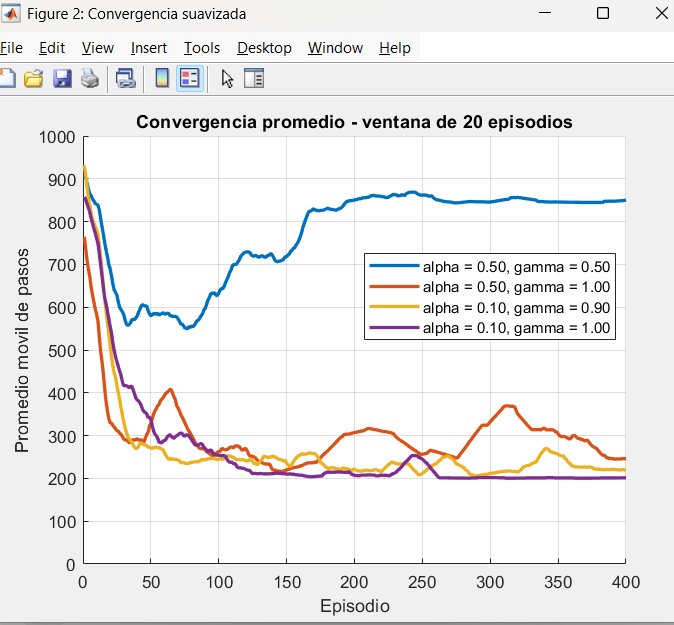 Figure 2: Convergencia suavizada
File Edit View Insert Tools Desktop Window Help
Convergencia promedio - ventana de 20 episodios
1000
900
800
700
600
500
400
300
200
100
0
Promedio movil de pasos
alpha = 0.50, gamma = 0.50
alpha = 0.50, gamma = 1.00
alpha = 0.10, gamma = 0.90
alpha = 0.10, gamma = 1.00
0 50 100 150 200 250 300 350 400
Episodio